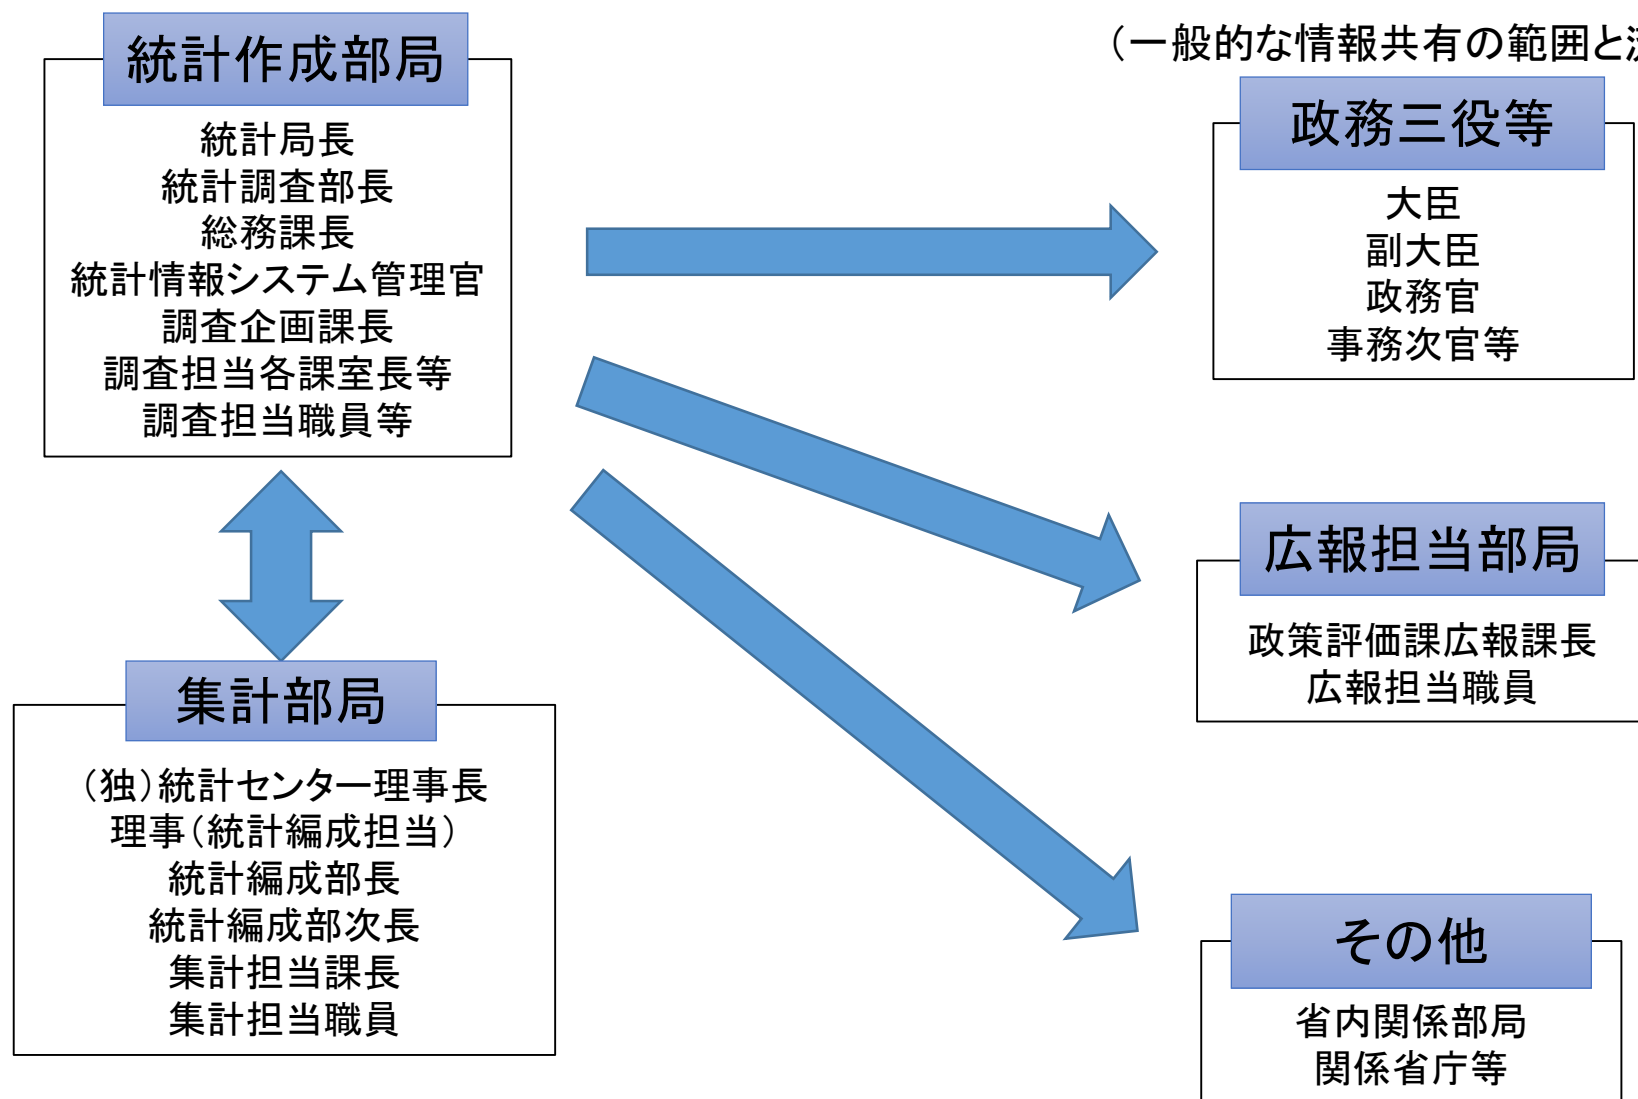 統計作成部局
統計局長
統計調査部長
総務課長
統計情報システム管理官
調査企画課長
調査担当各課室長等
調査担当職員等
集計部局
（独）統計センター理事長
理事（統計編成担当）
統計編成部長
統計編成部次長
集計担当課長
集計担当職員
（一般的な情報共有の範囲と
政務三役等
大臣
副大臣
政務官
事務次官等
広報担当部局
政策評価課広報課長
広報担当職員
その他
省内関係部局
関係省庁等